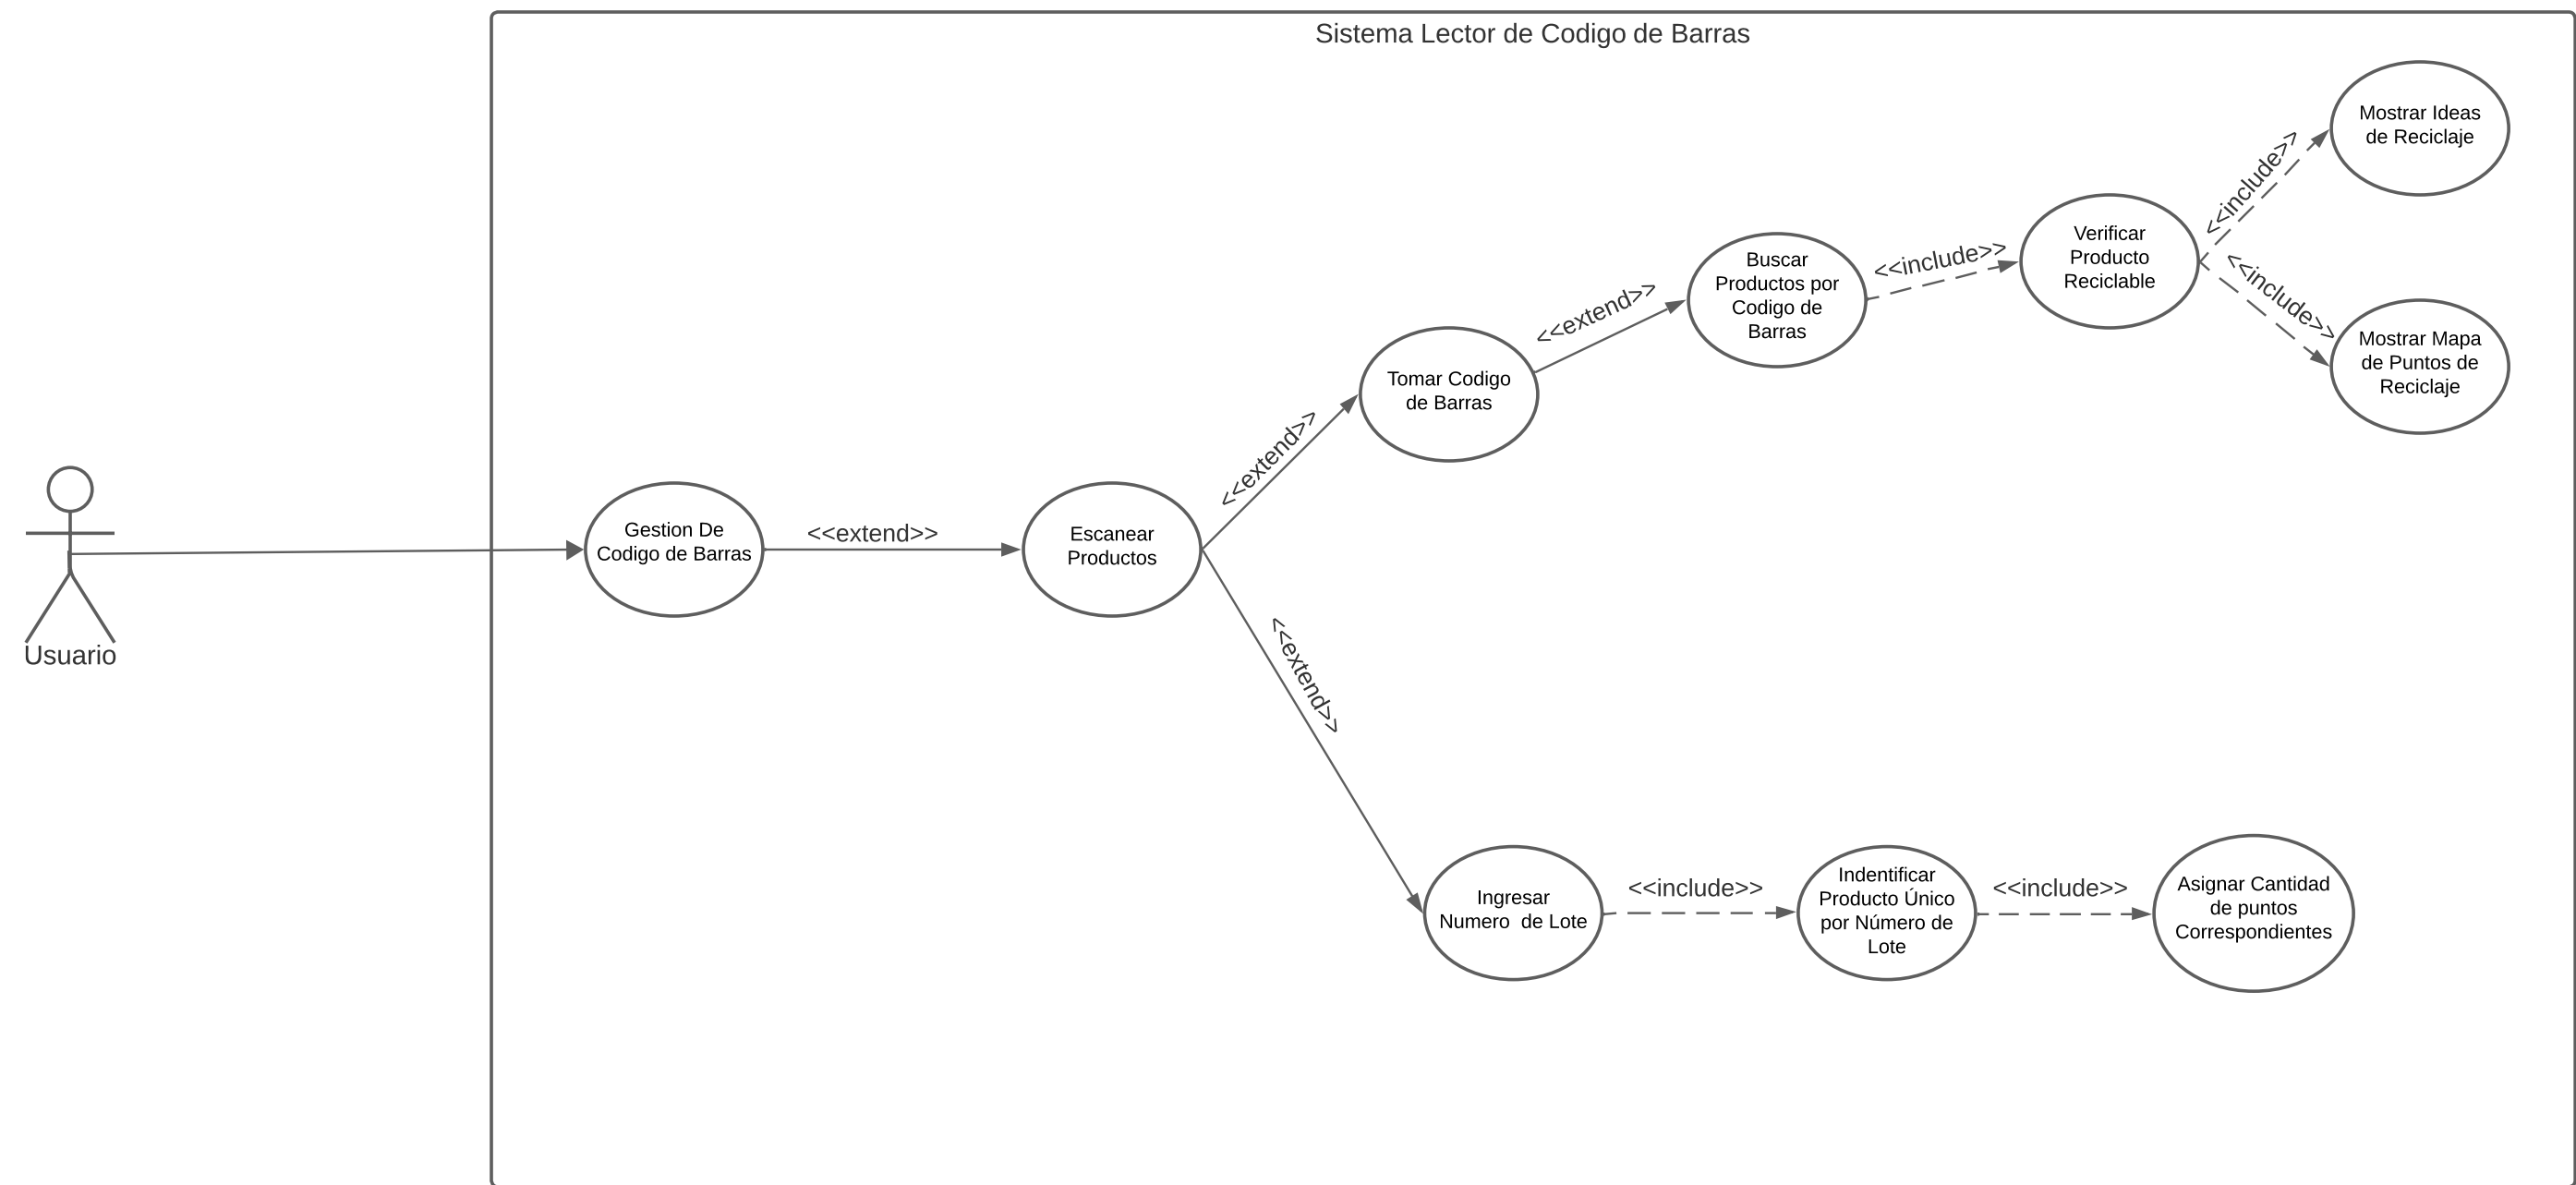 Sistema Lector de Codigo de Barras
Mostrar Ideas
de Reciclaje
<<include>>
Verificar
Producto
Reciclable
<<include>>
Mostrar Mapa
de Puntos de
Reciclaje
<<include>>
Buscar
Productos por
Codigo de
Barras
<<extend>>
Tomar Codigo
de Barras
<<extend>>
Usuario
Gestion De
Codigo de Barras
<<extend>>
Escanear
Productos
<<extend>>
Ingresar
Numero  de Lote
<<include>>
Indentificar
Producto Único
por Número de
Lote
<<include>>
Asignar Cantidad
de puntos
Correspondientes